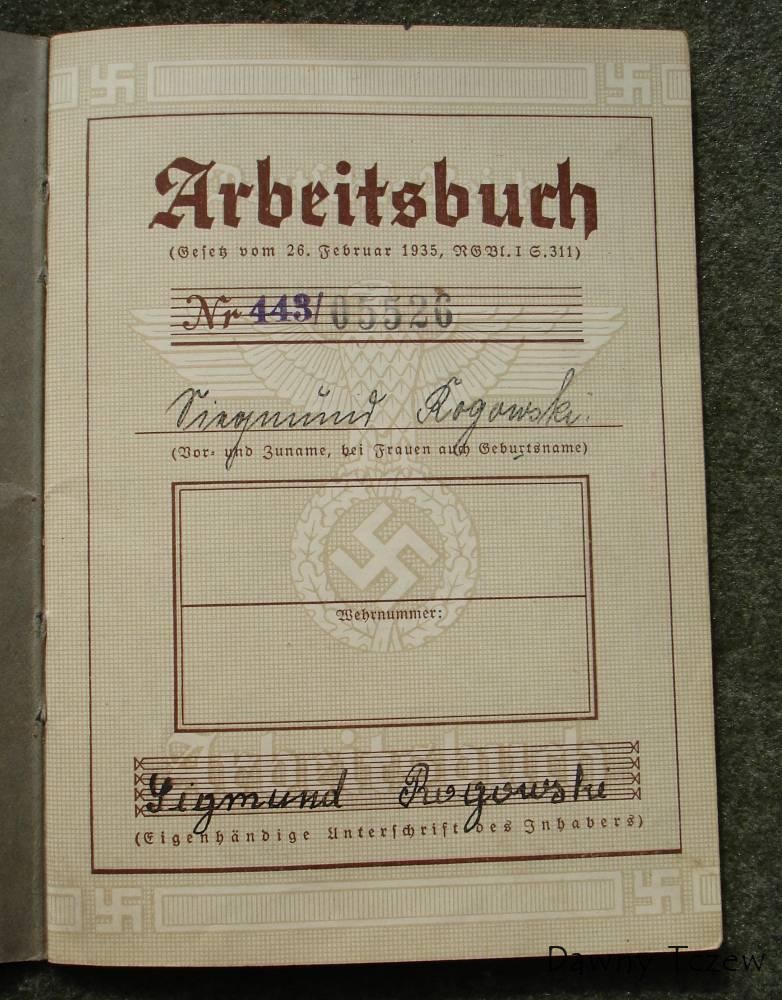 Arbeitsbuch
(Gesetz vom 26. Februar 1935, RGBl. I S. 311)
Nr 443/05526
Siegmund Rogowski.
(Vor- und Zuname, bei Frauen auch Geburtsname)
Wehrnummer:
Sigmund Rogowski
(Eigenhändige Unterschrift des Inhabers)
Dawny Tczew